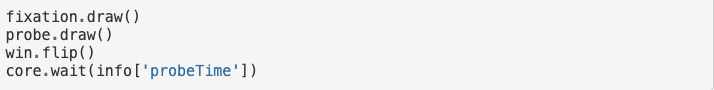 fixation.draw()
probe.draw()
win.flip()
core.wait(info['probeTime'])